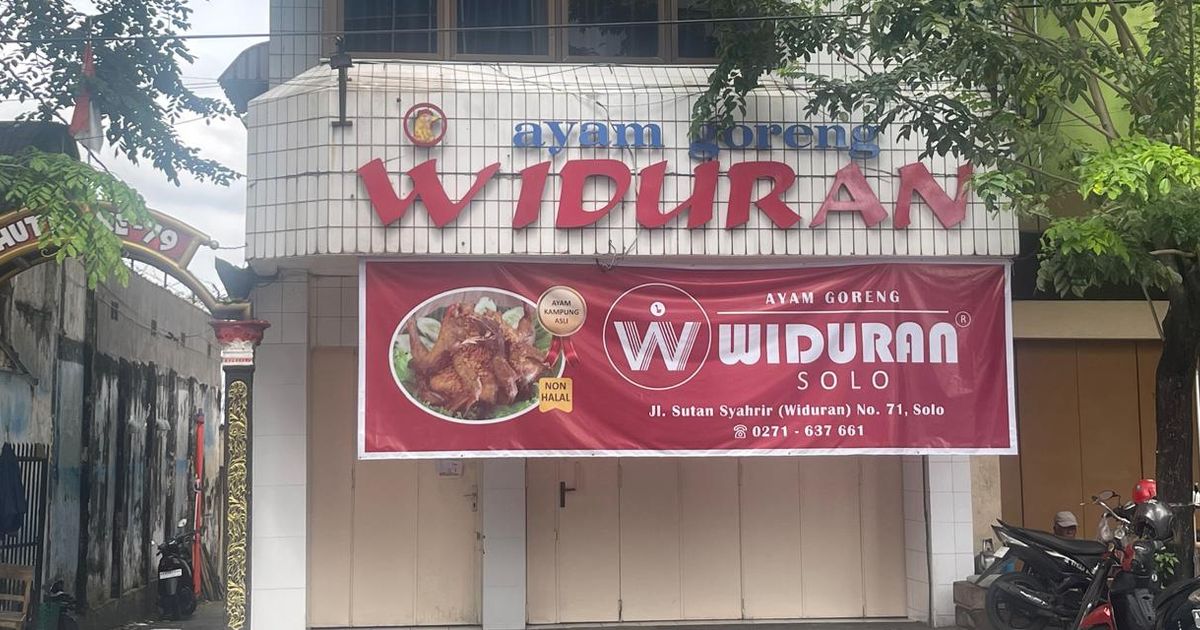 ayam goreng
WIDURAN
AYAM
KAMPUNG
ASLI
NON
HALAL
W
AYAM GORENG
WIDURAN ®
SOLO
Jl. Sutan Syahrir (Widuran) No. 71, Solo
☎ 0271 - 637 661